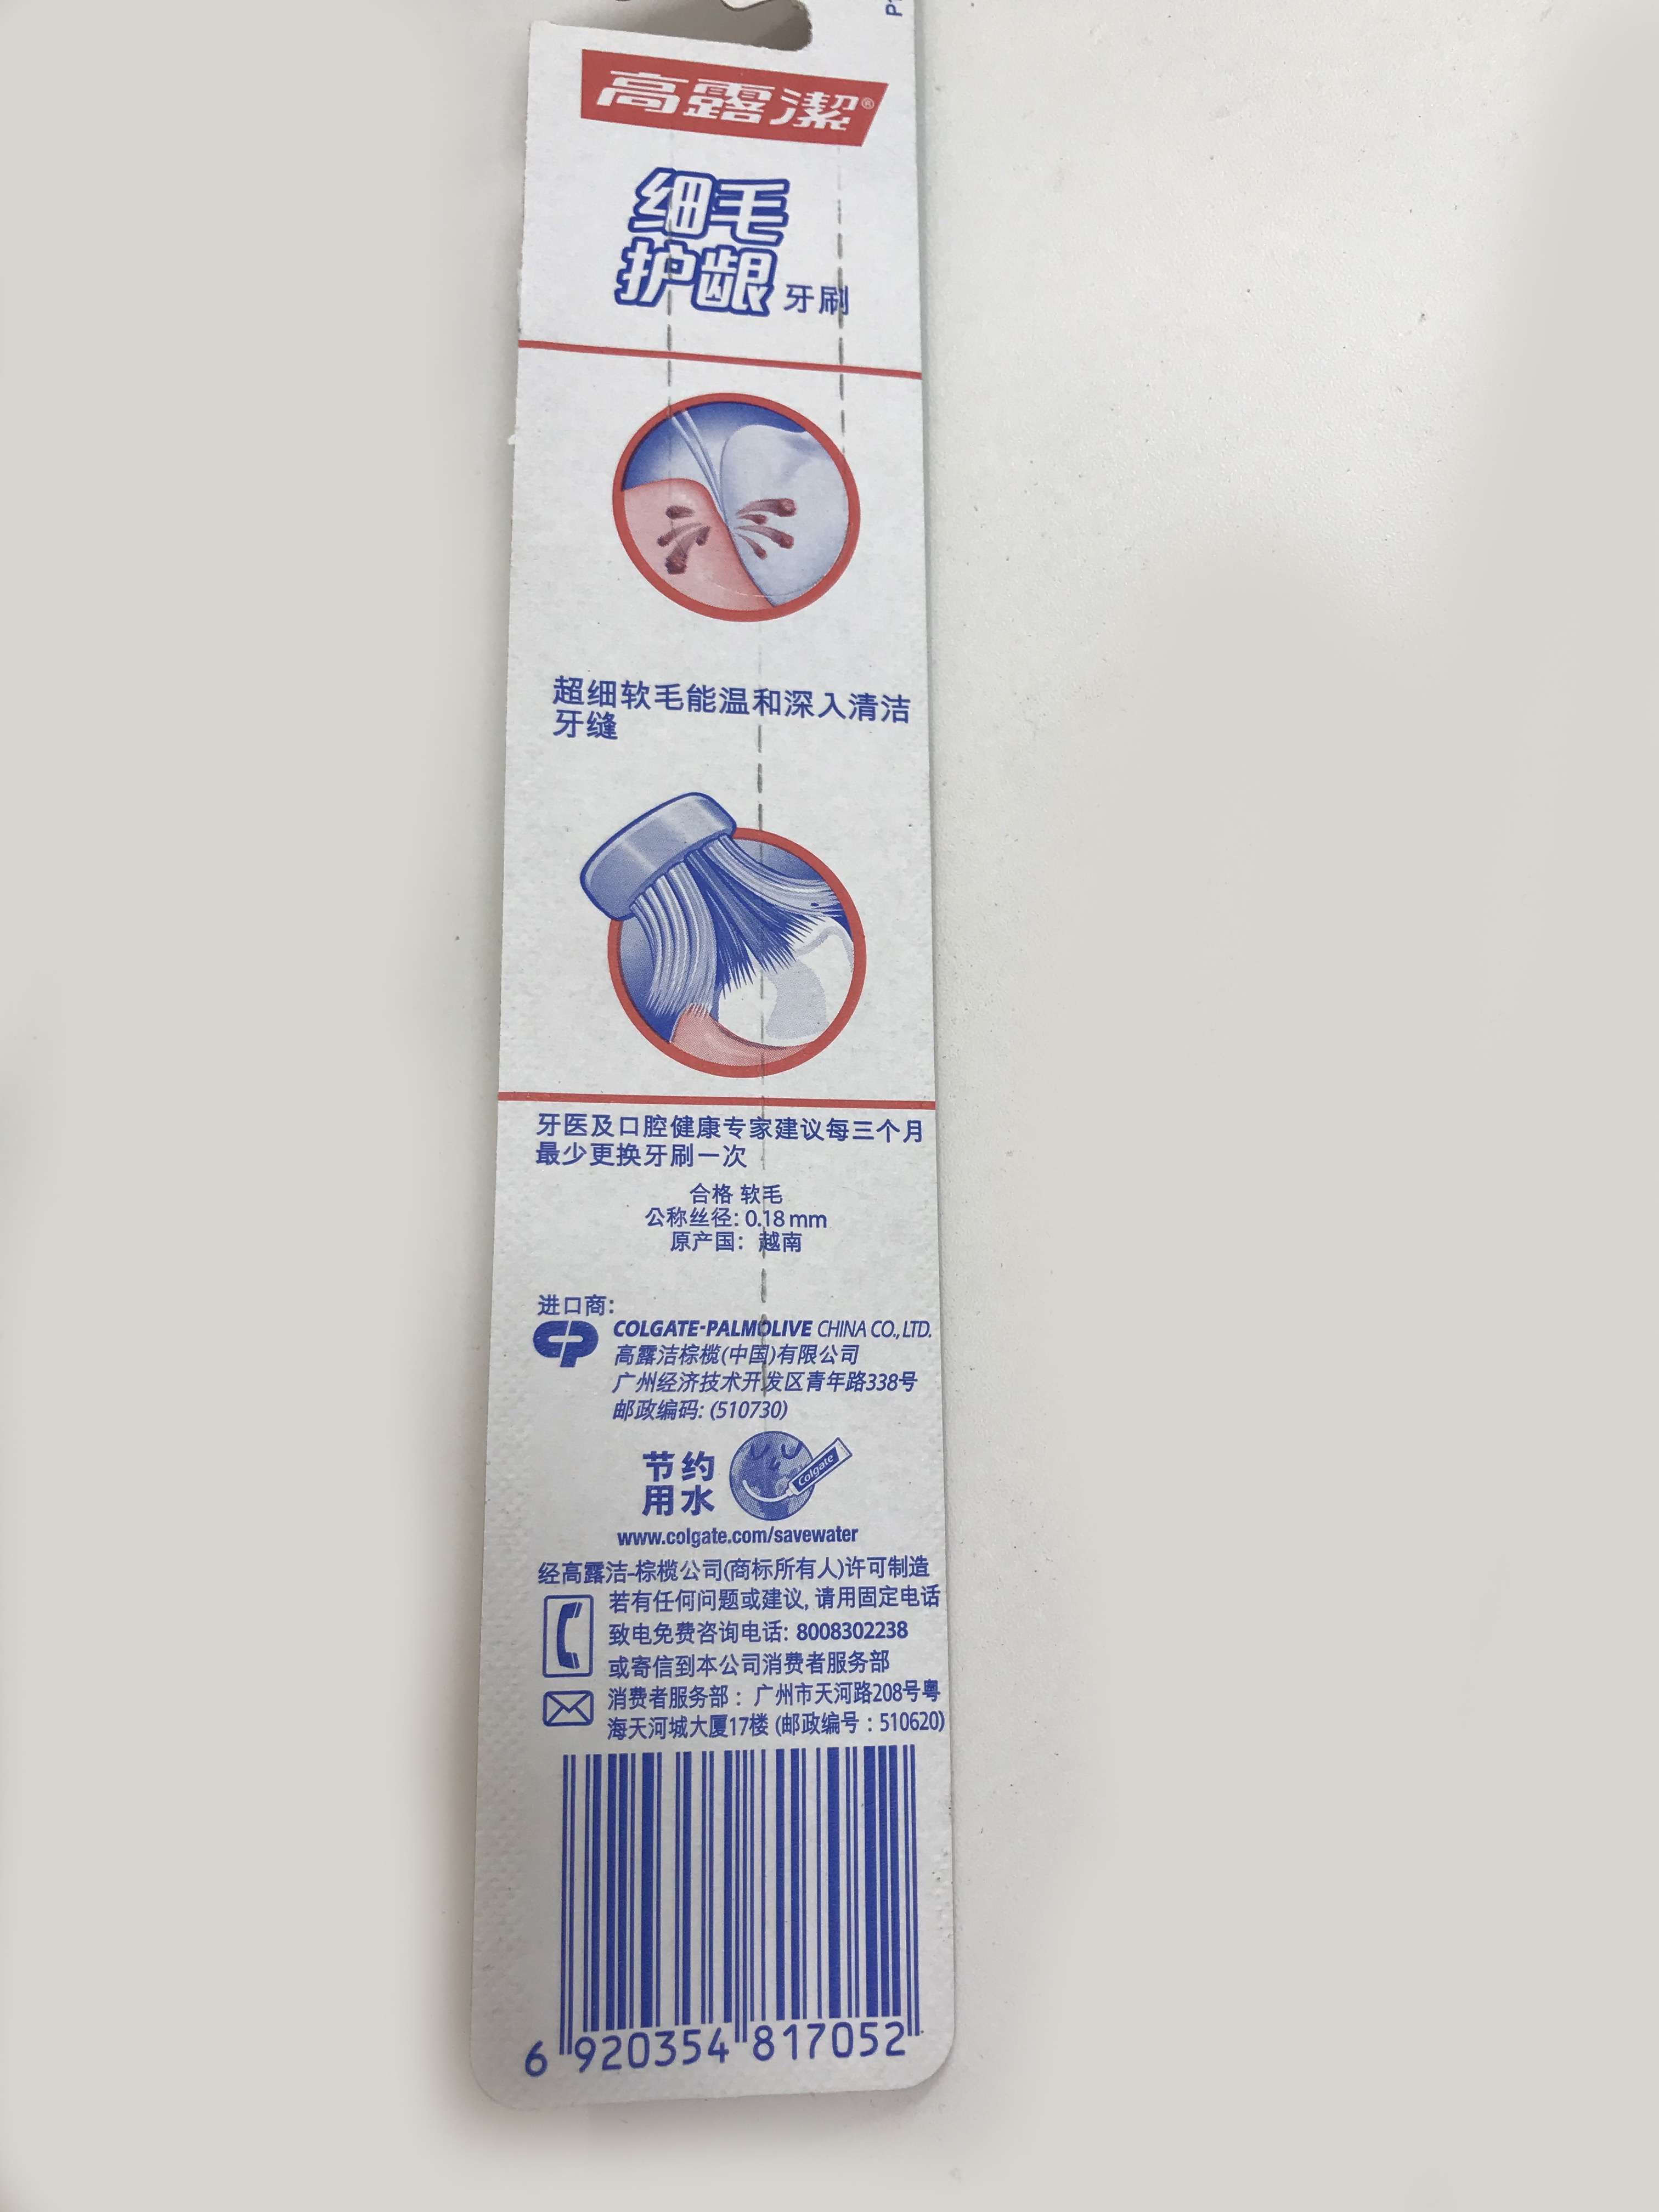 高露潔®
细毛
护龈 牙刷
超细软毛能温和深入清洁
牙缝
牙医及口腔健康专家建议每三个月
最少更换牙刷一次
合格 软毛
公称丝径: 0.18 mm
原产国: 越南
进口商:
CP COLGATE-PALMOLIVE CHINA CO., LTD.
高露洁棕榄(中国)有限公司
广州经济技术开发区青年路338号
邮政编码: (510730)
节约
用水
Colgate
www.colgate.com/savewater
经高露洁-棕榄公司(商标所有人)许可制造
若有任何问题或建议, 请用固定电话
致电免费咨询电话: 8008302238
或寄信到本公司消费者服务部
消费者服务部: 广州市天河路208号粤
海天河城大厦17楼 (邮政编号: 510620)
6 920354 817052